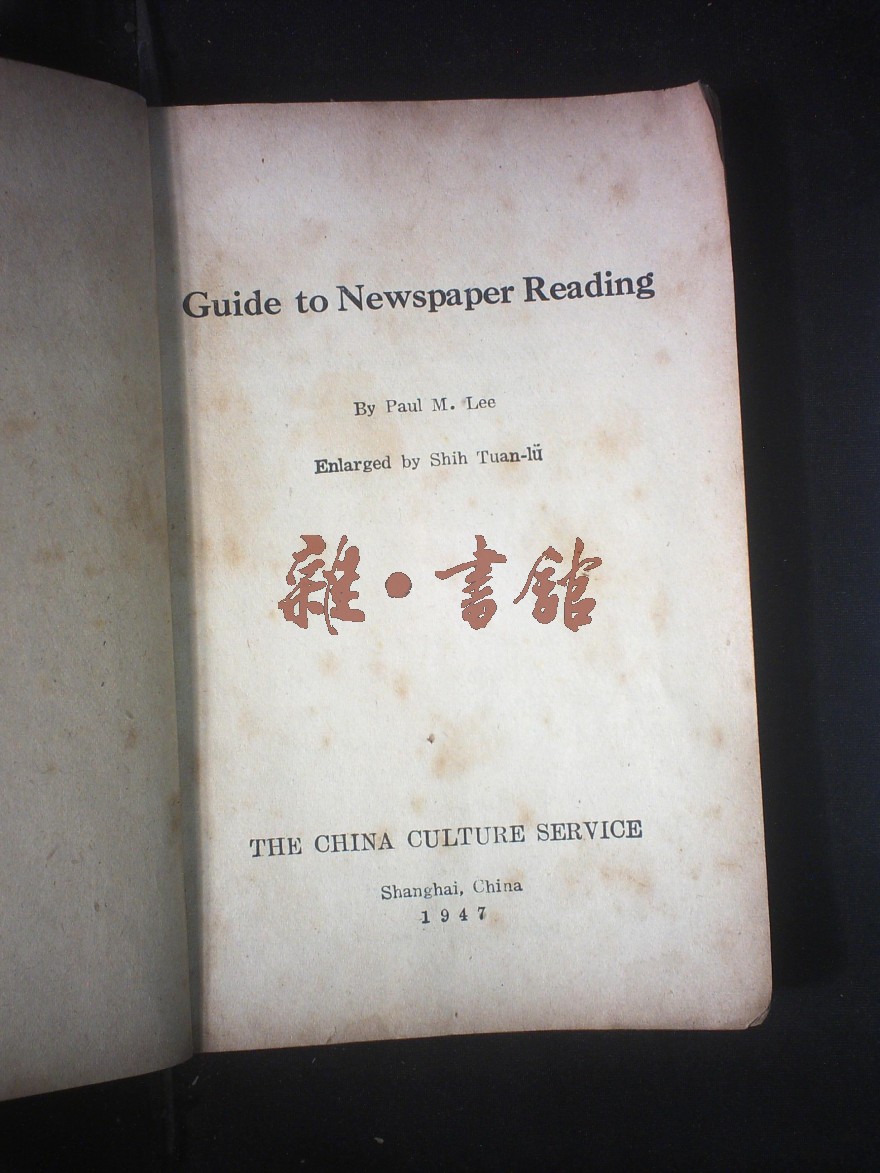 Guide to Newspaper Reading
By Paul M. Lee
Enlarged by Shih Tuan-lü
雜·書館
THE CHINA CULTURE SERVICE
Shanghai, China
1947